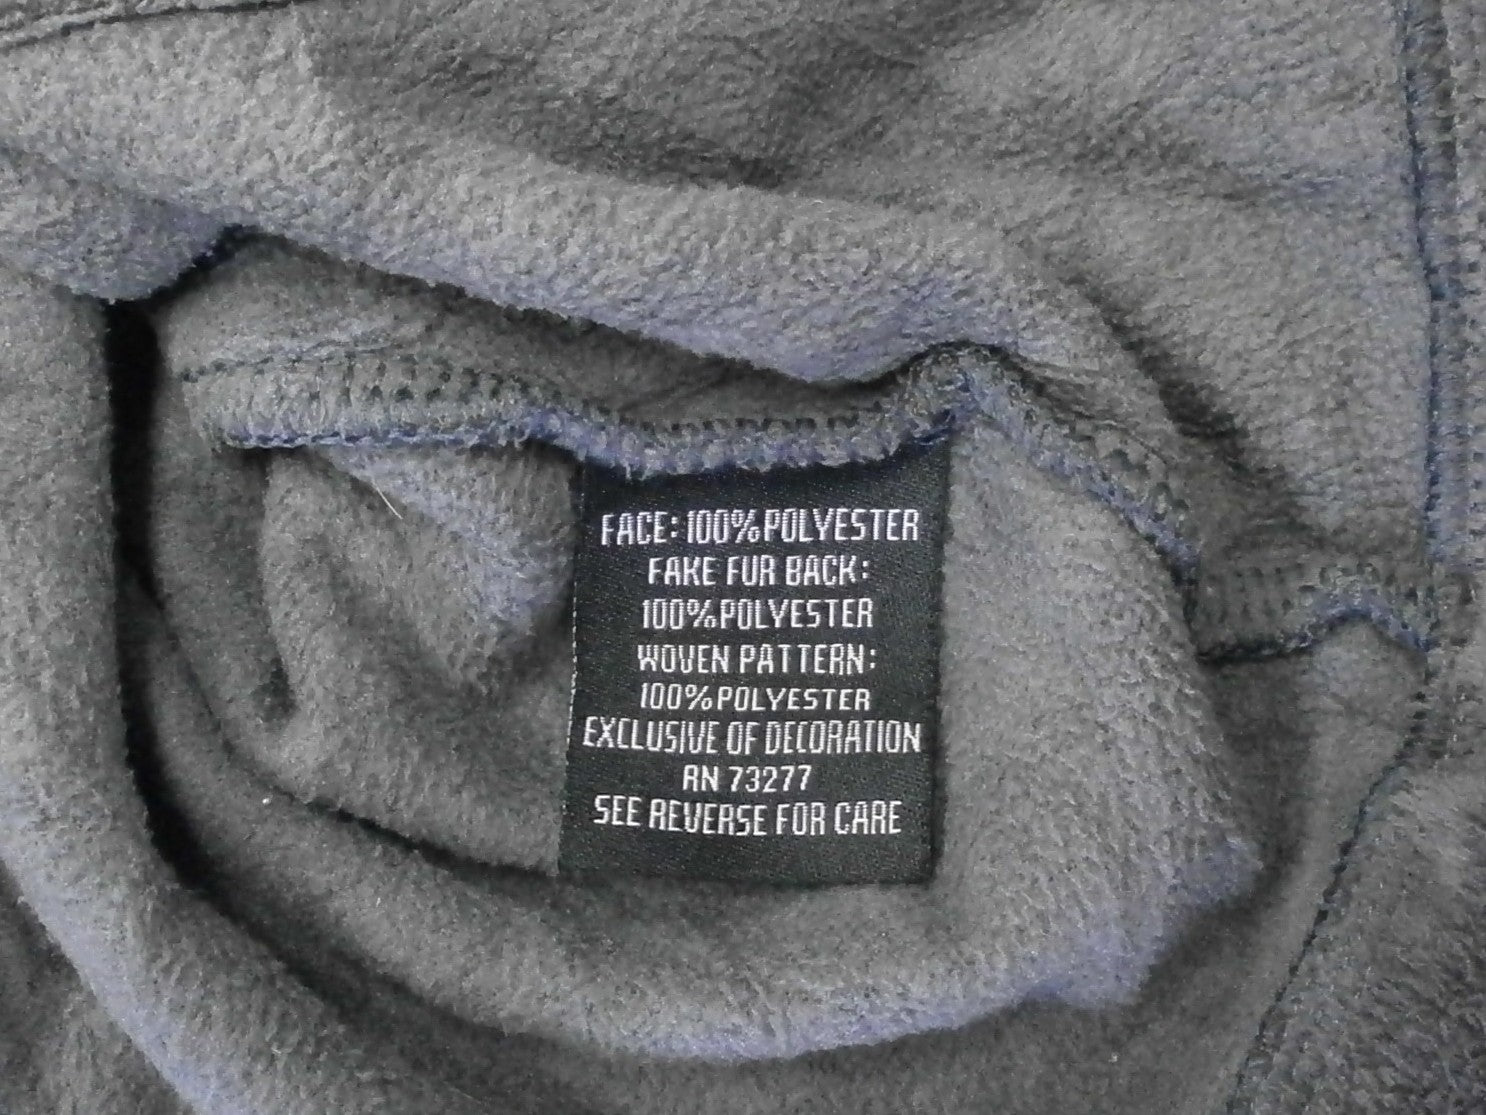 FACE: 100% POLYESTER
FAKE FUR BACK:
100% POLYESTER
WOVEN PATTERN:
100% POLYESTER
EXCLUSIVE OF DECORATION
RN 73277
SEE REVERSE FOR CARE